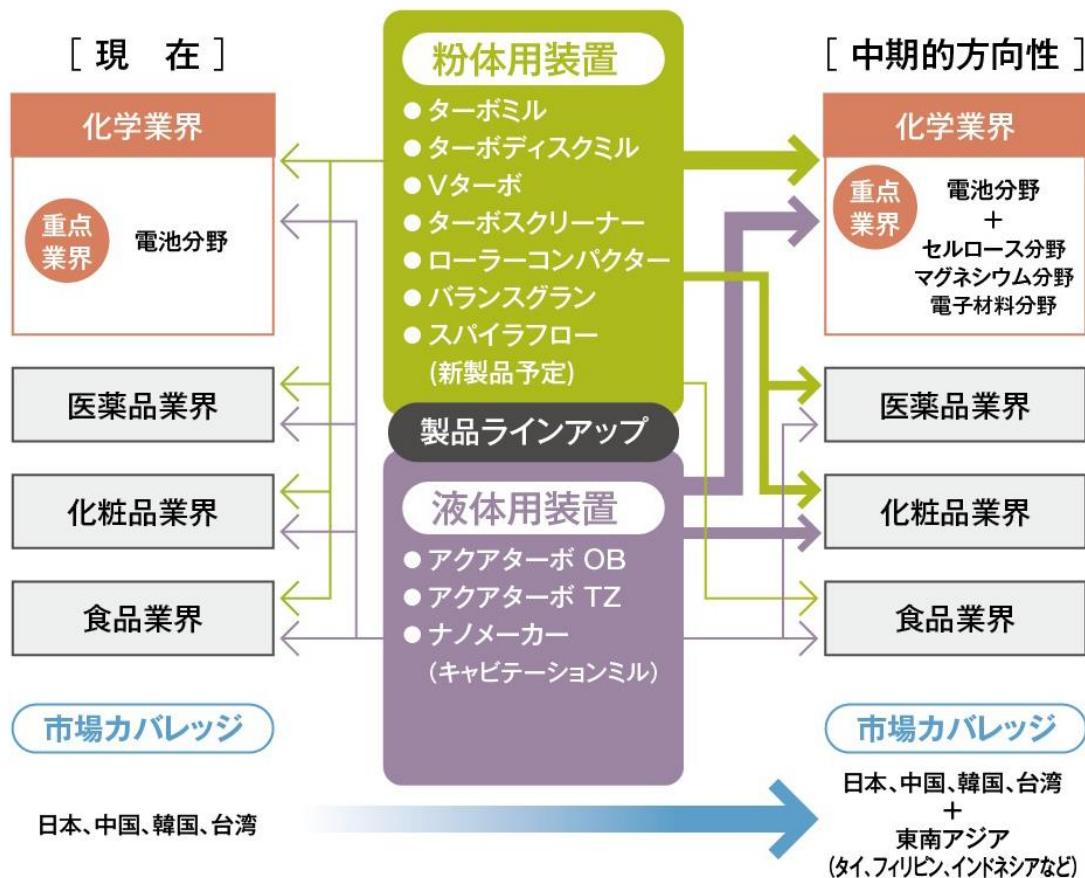 [ 現 在 ]
化学業界
重点
業界
電池分野
医薬品業界
化粧品業界
食品業界
市場カバレッジ
日本、中国、韓国、台湾
粉体用装置
● ターボミル
● ターボディスクミル
● Vターボ
● ターボスクリーナー
● ローラーコンパクター
● バランスグラン
● スパイラフロー
(新製品予定)
製品ラインアップ
液体用装置
● アクアターボ OB
● アクアターボ TZ
● ナノメーカー
(キャビテーションミル)
[ 中期的方向性 ]
化学業界
重点
業界
電池分野
+
セルロース分野
マグネシウム分野
電子材料分野
医薬品業界
化粧品業界
食品業界
市場カバレッジ
日本、中国、韓国、台湾
+
東南アジア
(タイ、フィリピン、インドネシアなど)